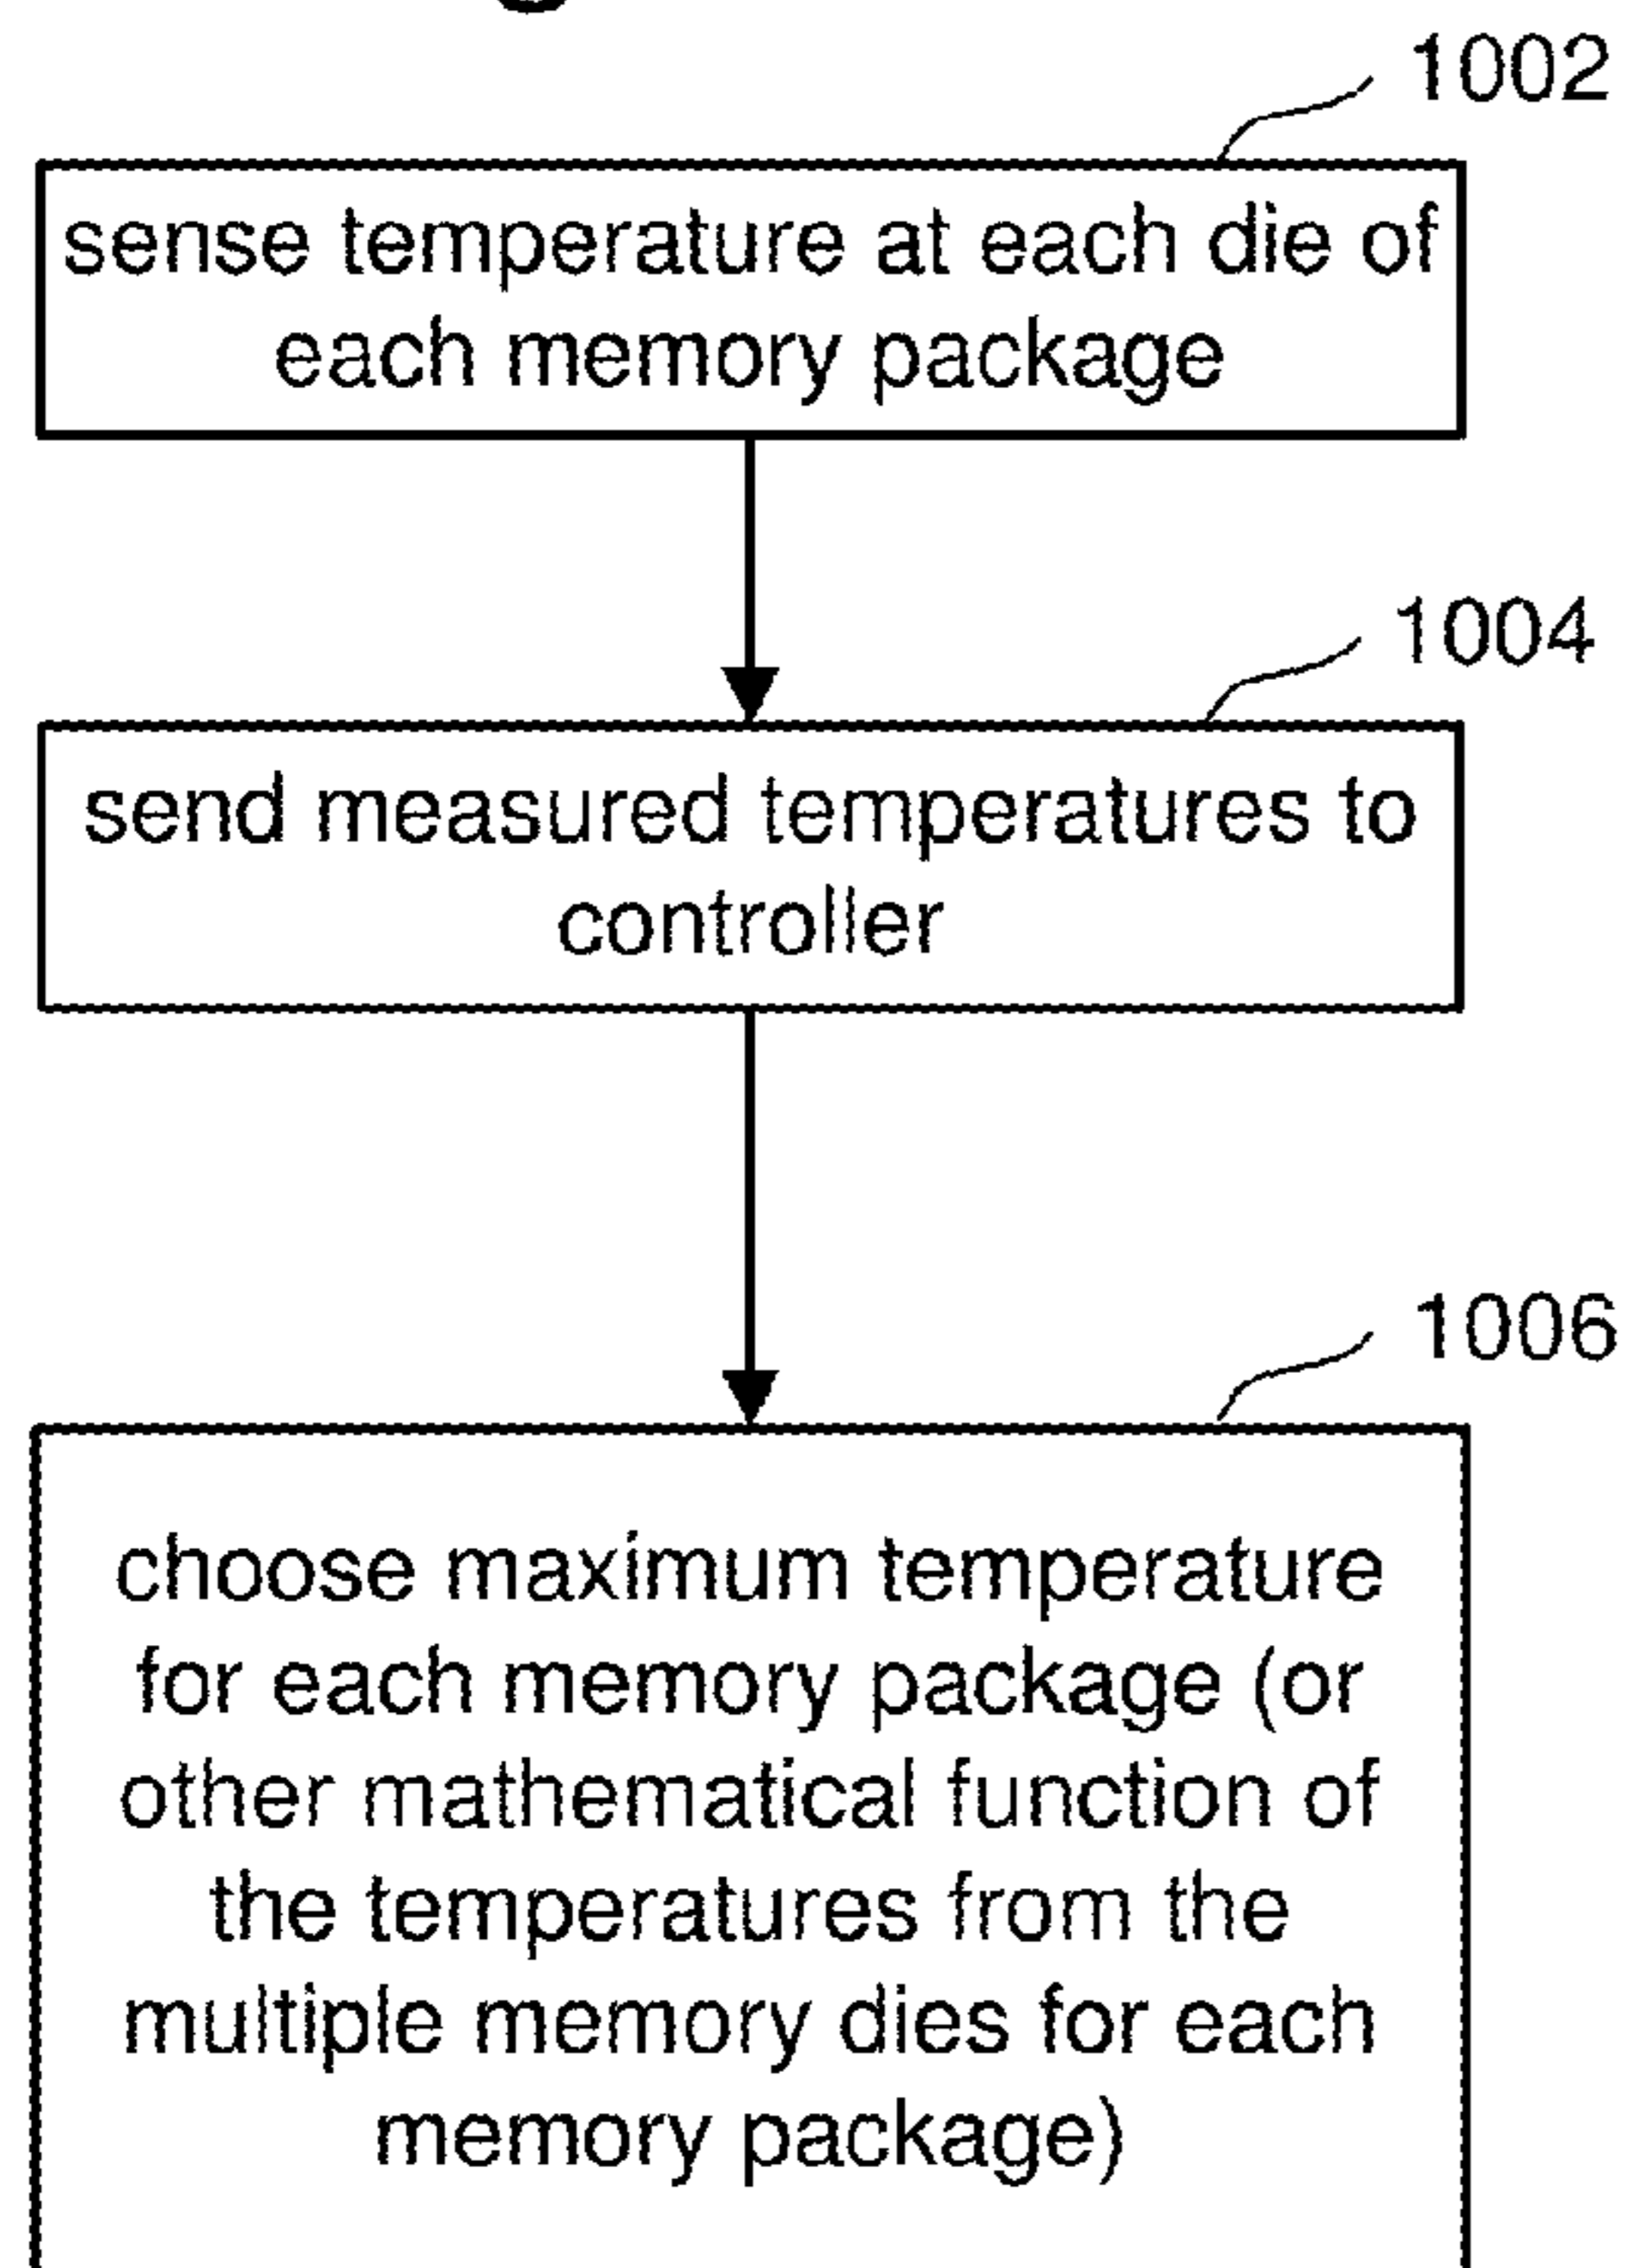 1002
sense temperature at each die of
each memory package
1004
send measured temperatures to
controller
1006
choose maximum temperature
for each memory package (or
other mathematical function of
the temperatures from the
multiple memory dies for each
memory package)